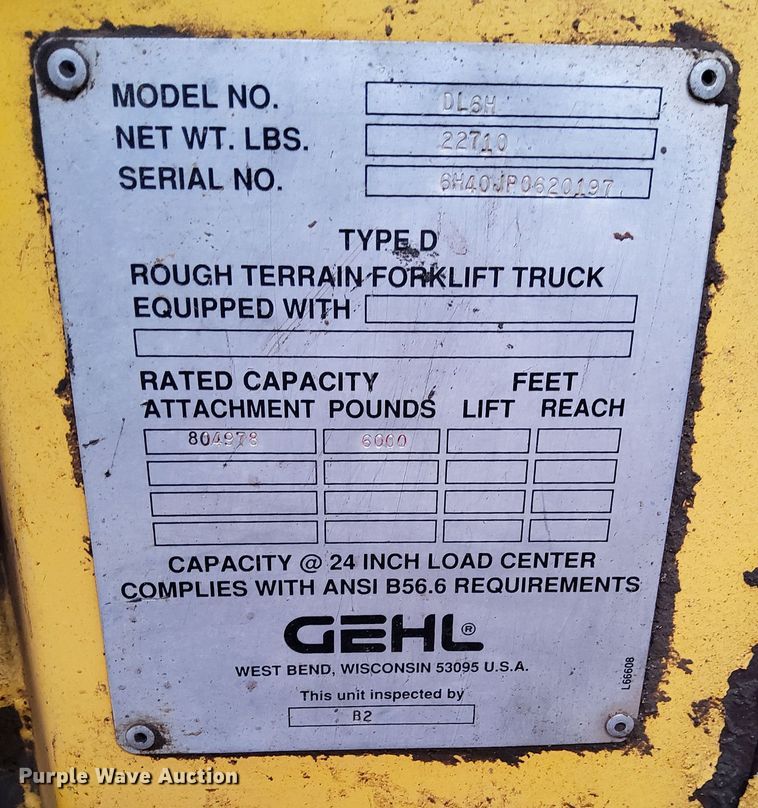 MODEL NO. DL6H
NET WT. LBS. 22710
SERIAL NO. 6H40JP0620197
TYPE D
ROUGH TERRAIN FORKLIFT TRUCK
EQUIPPED WITH
RATED CAPACITY FEET
ATTACHMENT POUNDS LIFT REACH
804978 6000
CAPACITY @ 24 INCH LOAD CENTER
COMPLIES WITH ANSI B56.6 REQUIREMENTS
GEHL®
WEST BEND, WISCONSIN 53095 U.S.A.
This unit inspected by
B2
L66608
Purple Wave Auction